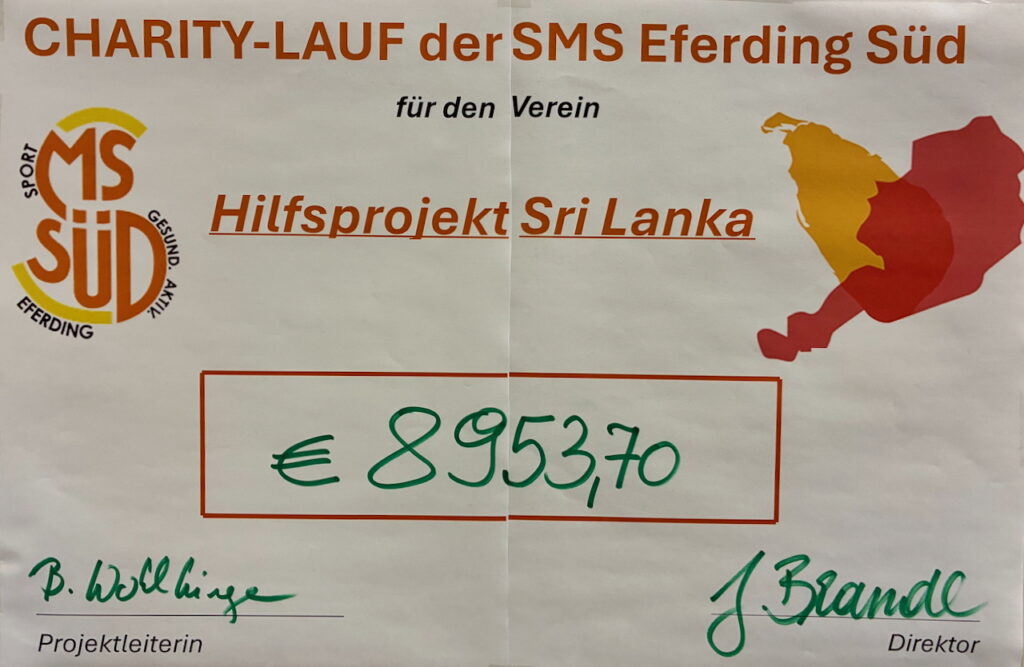 CHARITY-LAUF der SMS Eferding Süd
für den Verein
SPORT
MS
SÜD
GESUND. AKTIV.
EFERDING
Hilfsprojekt Sri Lanka
€ 8953,70
B.
J. Brandl
Projektleiterin
Direktor